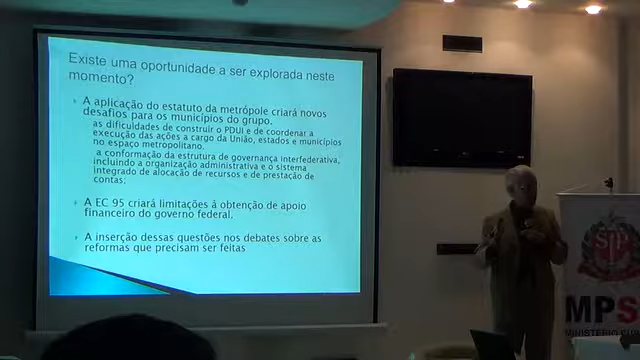 Existe uma oportunidade a ser explorada neste
momento?
A aplicação do estatuto da metrópole criará novos
desafios para os municípios do grupo.
as dificuldades de construir o PDUI e de coordenar a
execução das ações a cargo da União, estados e municípios
no espaço metropolitano.
a conformação da estrutura de governança interfederativa,
incluindo a organização administrativa e o sistema
integrado de alocação de recursos e de prestação de
contas;
A EC 95 criará limitações à obtenção de apoio
financeiro do governo federal.
A inserção dessas questões nos debates sobre as
reformas que precisam ser feitas
SP
MPS